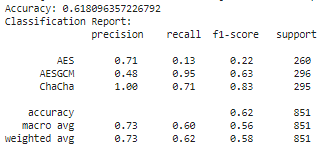 Accuracy: 0.618096357226792
Classification Report:
precision recall f1-score support
AES 0.71 0.13 0.22 260
AESGCM 0.48 0.95 0.63 296
ChaCha 1.00 0.71 0.83 295
accuracy 0.62 851
macro avg 0.73 0.60 0.56 851
weighted avg 0.73 0.62 0.58 851